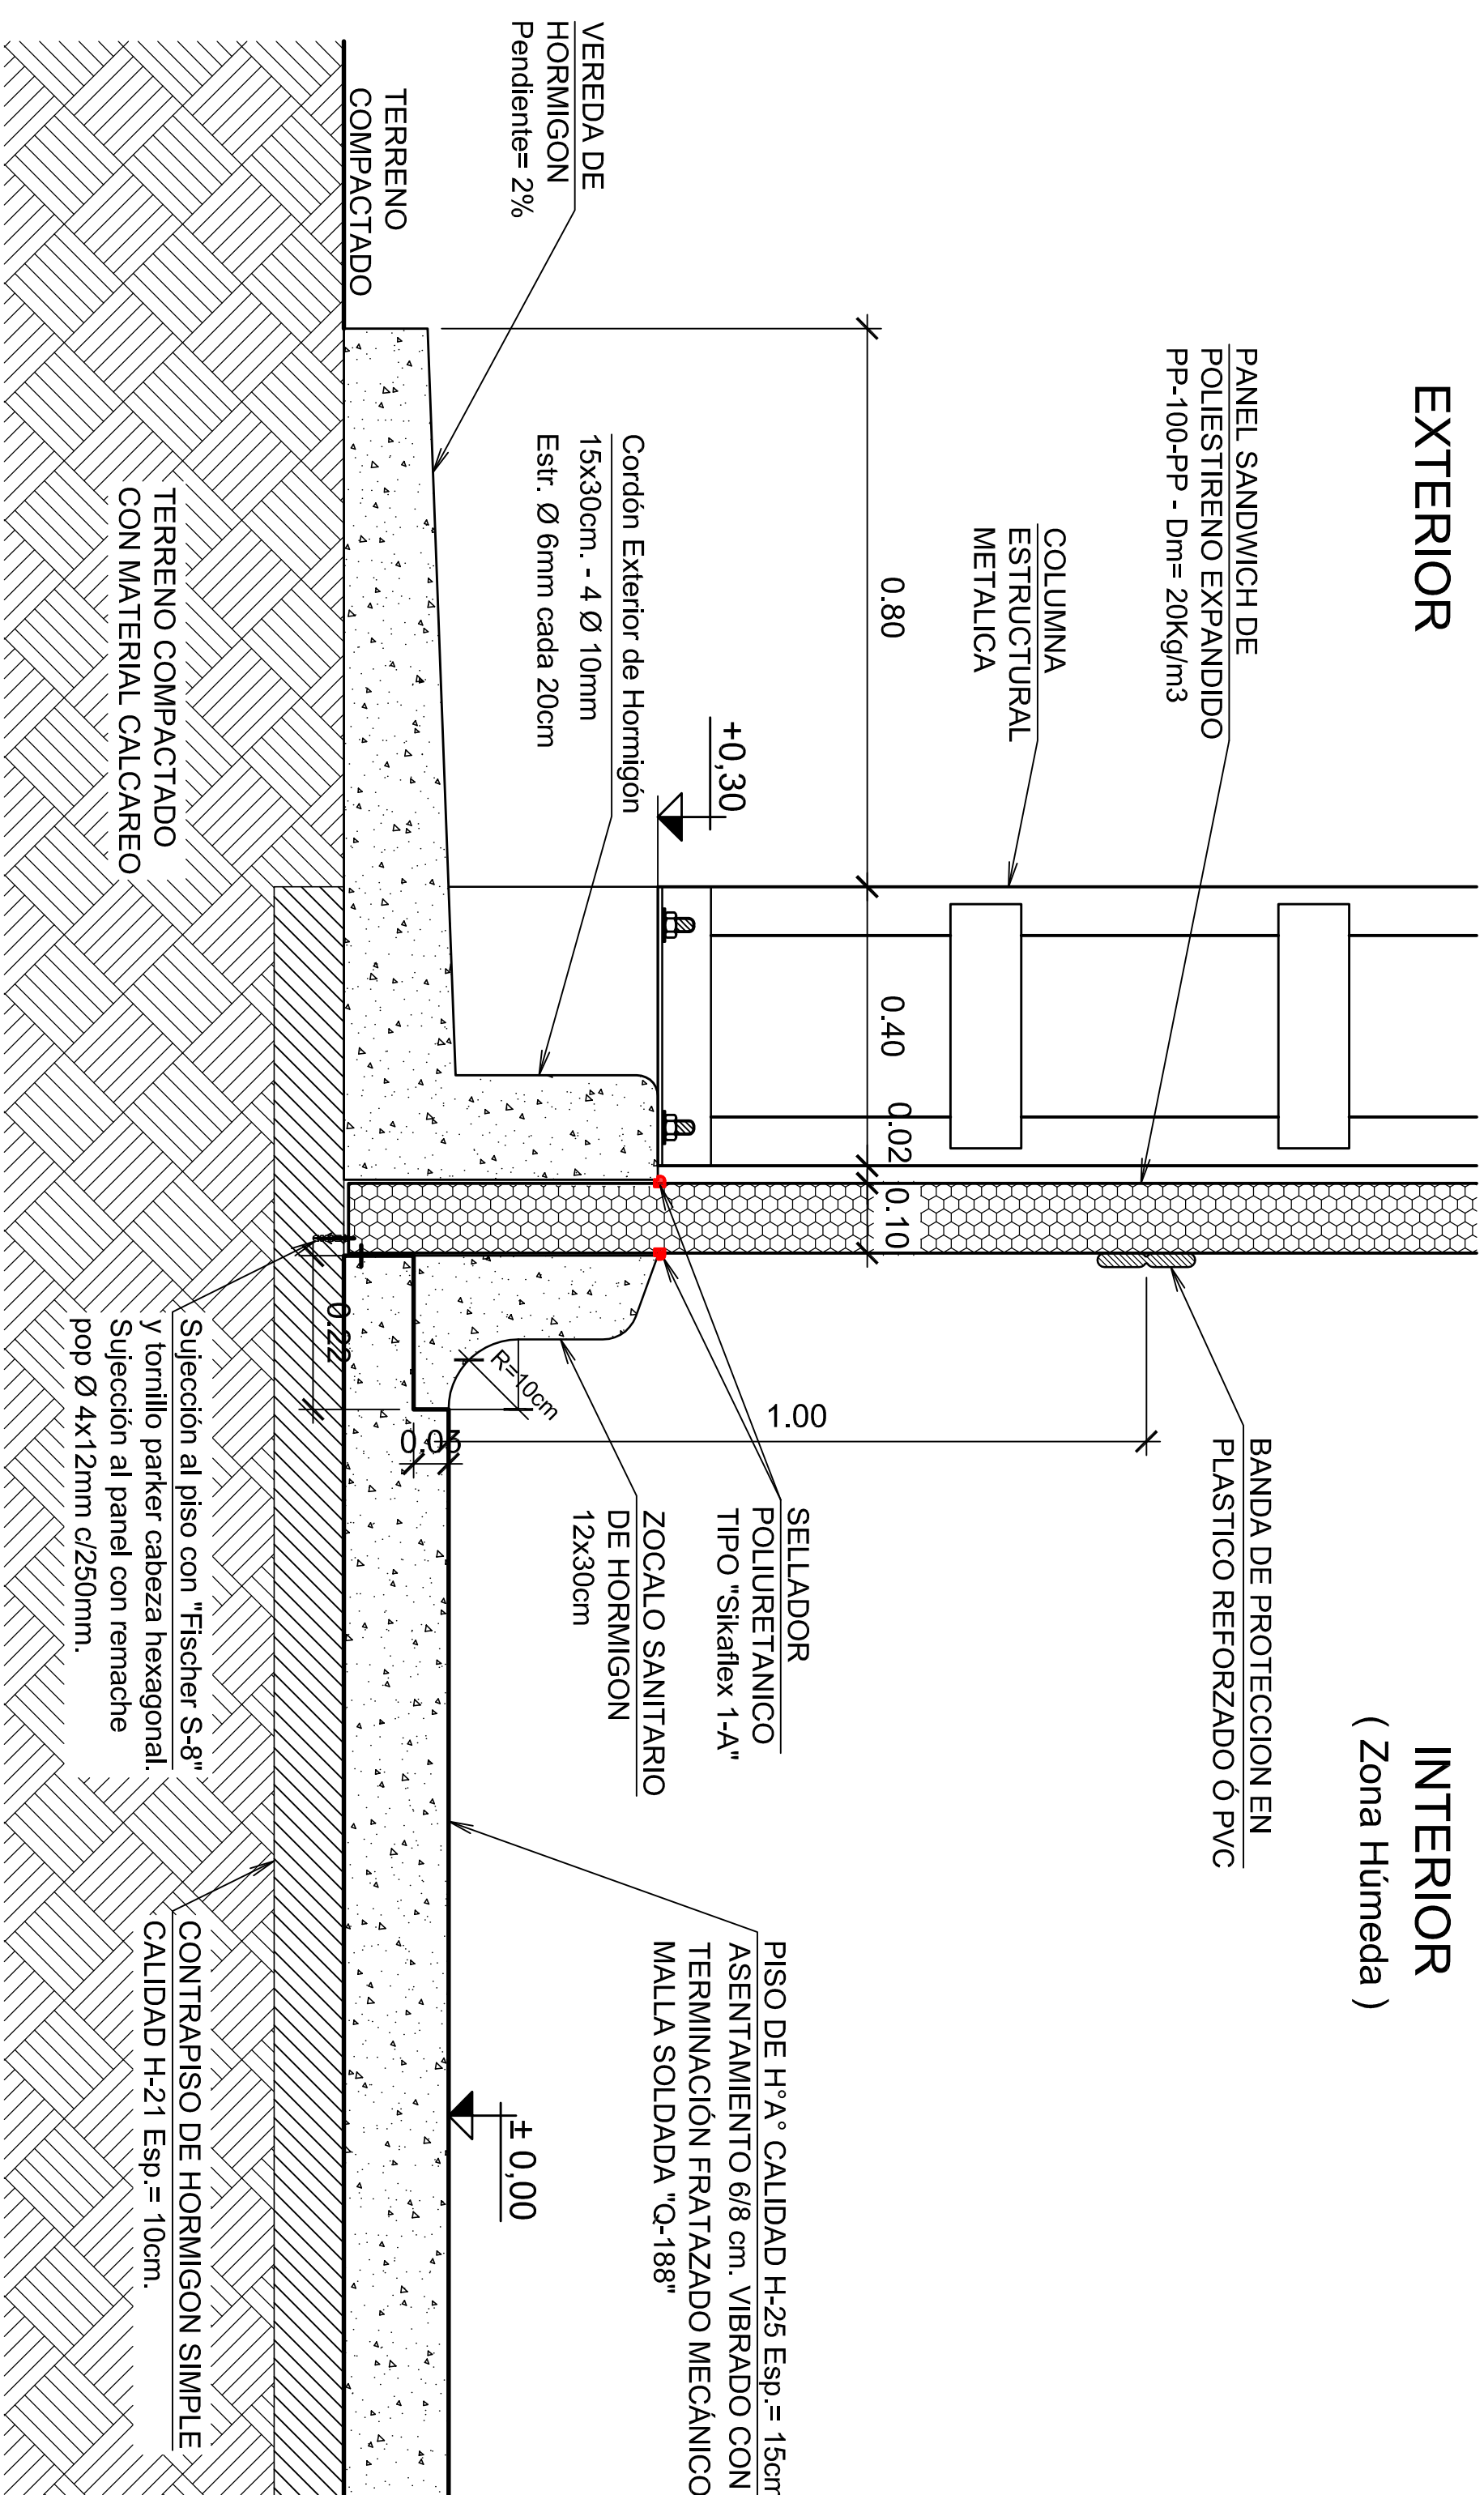 EXTERIOR
INTERIOR
( Zona Húmeda )
PANEL SANDWICH DE
POLIESTIRENO EXPANDIDO
PP-100-PP - Dm= 20Kg/m3
COLUMNA
ESTRUCTURAL
METALICA
BANDA DE PROTECCION EN
PLASTICO REFORZADO Ó PVC
0.80
0.40
0.02
0.10
1.00
+0,30
SELLADOR
POLIURETANICO
TIPO "Sikaflex 1-A"
PISO DE H°A° CALIDAD H-25 Esp.= 15cm
ASENTAMIENTO 6/8 cm. VIBRADO CON
TERMINACIÓN FRATAZADO MECÁNICO
MALLA SOLDADA "Q-188"
VEREDA DE
HORMIGON
Pendiente= 2%
Cordón Exterior de Hormigón
15x30cm. - 4 Ø 10mm
Estr. Ø 6mm cada 20cm
ZOCALO SANITARIO
DE HORMIGON
12x30cm
R=10cm
± 0,00
0.05
0.22
TERRENO
COMPACTADO
TERRENO COMPACTADO
CON MATERIAL CALCAREO
Sujección al piso con "Fischer S-8"
y tornillo parker cabeza hexagonal.
Sujección al panel con remache
pop Ø 4x12mm c/250mm.
CONTRAPISO DE HORMIGON SIMPLE
CALIDAD H-21 Esp.= 10cm.